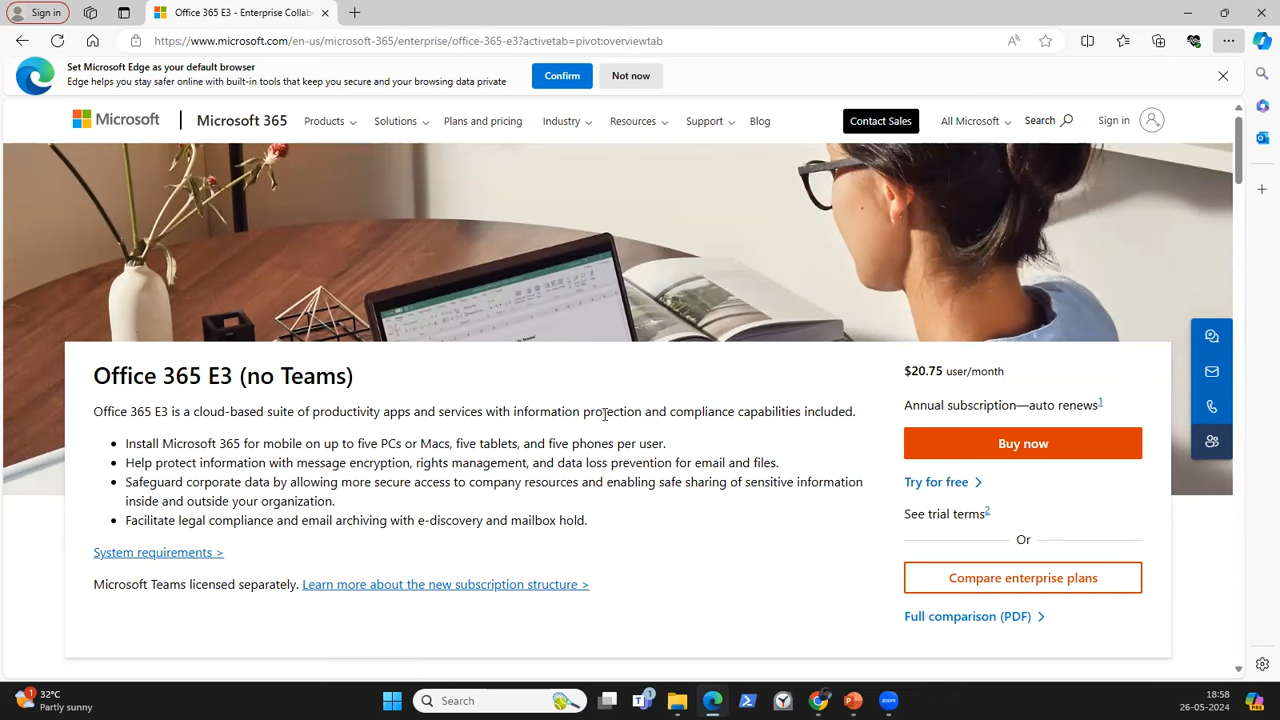 Sign in
Office 365 E3 - Enterprise Collab
https://www.microsoft.com/en-us/microsoft-365/enterprise/office-365-e3?activetab=pivot:overviewtab
Set Microsoft Edge as your default browser
Edge helps you stay safer online with built-in tools that keep you secure and your browsing data private
Confirm
Not now
Microsoft
Microsoft 365
Products
Solutions
Plans and pricing
Industry
Resources
Support
Blog
Contact Sales
All Microsoft
Search
Sign in
Office 365 E3 (no Teams)
Office 365 E3 is a cloud-based suite of productivity apps and services with information protection and compliance capabilities included.
• Install Microsoft 365 for mobile on up to five PCs or Macs, five tablets, and five phones per user.
• Help protect information with message encryption, rights management, and data loss prevention for email and files.
• Safeguard corporate data by allowing more secure access to company resources and enabling safe sharing of sensitive information
inside and outside your organization.
• Facilitate legal compliance and email archiving with e-discovery and mailbox hold.
System requirements >
Microsoft Teams licensed separately. Learn more about the new subscription structure >
$20.75 user/month
Annual subscription—auto renews1
Buy now
Try for free >
See trial terms2
Or
Compare enterprise plans
Full comparison (PDF) >
1
32°C
Partly sunny
Search
1
zoom
18:58
26-05-2024